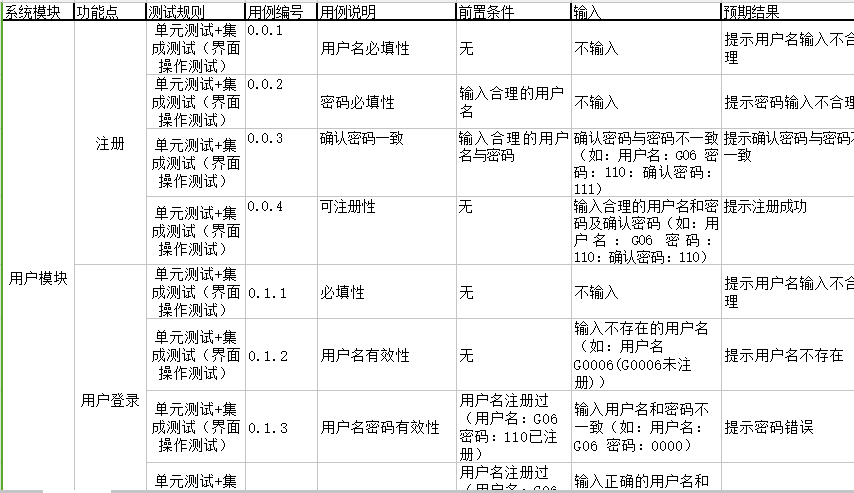 系统模块 功能点 测试规则 用例编号 用例说明 前置条件 输入 预期结果
用户模块
注册
单元测试+集
成测试（界面
操作测试）
0.0.1
用户名必填性
无
不输入
提示用户名输入不合
理
单元测试+集
成测试（界面
操作测试）
0.0.2
密码必填性
输入合理的用户
名
不输入
提示密码输入不合理
单元测试+集
成测试（界面
操作测试）
0.0.3
确认密码一致
输入合理的用户
名与密码
确认密码与密码不一致
（如：用户名：G06 密
码：110：确认密码：
111）
提示确认密码与密码不
一致
单元测试+集
成测试（界面
操作测试）
0.0.4
可注册性
无
输入合理的用户名和密
码及确认密码（如：用
户名：G06 密码：
110：确认密码：110）
提示注册成功
用户登录
单元测试+集
成测试（界面
操作测试）
0.1.1
必填性
无
不输入
提示用户名输入不合
理
单元测试+集
成测试（界面
操作测试）
0.1.2
用户名有效性
无
输入不存在的用户名
（如：用户名
G0006(G0006未注
册)）
提示用户名不存在
单元测试+集
成测试（界面
操作测试）
0.1.3
用户名密码有效性
用户名注册过
（用户名：G06
密码：110已注
册）
输入用户名和密码不
一致（如：用户名：
G06 密码：0000）
提示密码错误
单元测试+集
用户名注册过
（用户名：G06
输入正确的用户名和